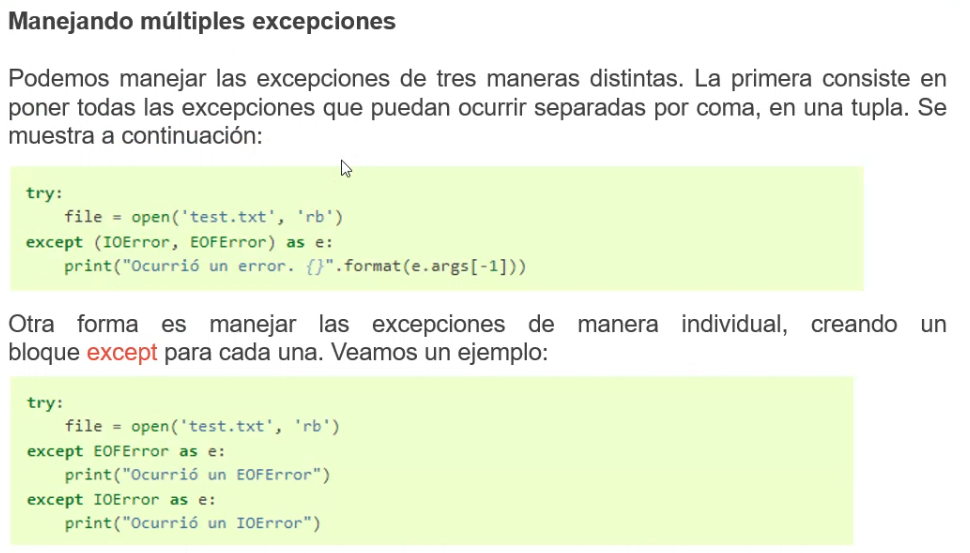 Manejando múltiples excepciones
Podemos manejar las excepciones de tres maneras distintas. La primera consiste en
poner todas las excepciones que puedan ocurrir separadas por coma, en una tupla. Se
muestra a continuación:
try:
    file = open('test.txt', 'rb')
except (IOError, EOFError) as e:
    print("Ocurrió un error. {}".format(e.args[-1]))
Otra forma es manejar las excepciones de manera individual, creando un
bloque except para cada una. Veamos un ejemplo:
try:
    file = open('test.txt', 'rb')
except EOFError as e:
    print("Ocurrió un EOFError")
except IOError as e:
    print("Ocurrió un IOError")